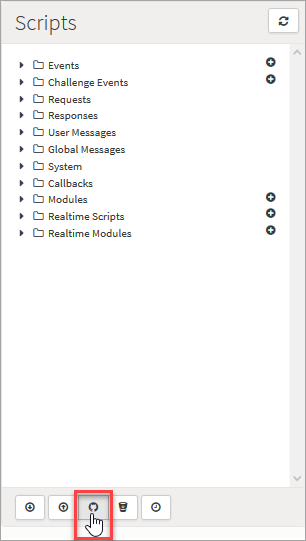 Scripts
Events
Challenge Events
Requests
Responses
User Messages
Global Messages
System
Callbacks
Modules
Realtime Scripts
Realtime Modules